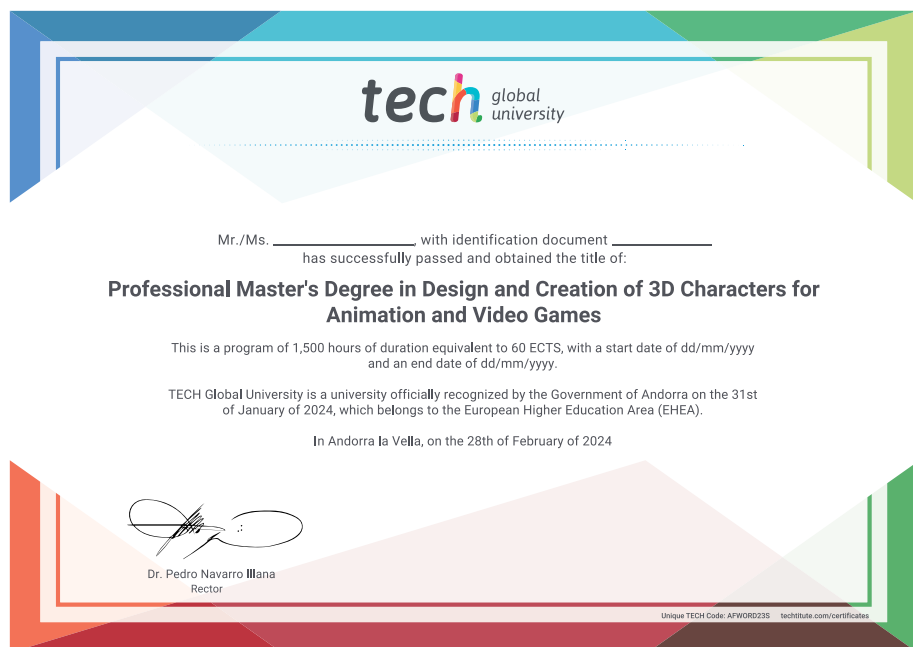 tech global university
Mr./Ms. ______________, with identification document __________
has successfully passed and obtained the title of:
Professional Master's Degree in Design and Creation of 3D Characters for
Animation and Video Games
This is a program of 1,500 hours of duration equivalent to 60 ECTS, with a start date of dd/mm/yyyy
and an end date of dd/mm/yyyy.
TECH Global University is a university officially recognized by the Government of Andorra on the 31st
of January of 2024, which belongs to the European Higher Education Area (EHEA).
In Andorra la Vella, on the 28th of February of 2024
Dr. Pedro Navarro Illana
Rector
Unique TECH Code: AFWORD23S techtitute.com/certificates